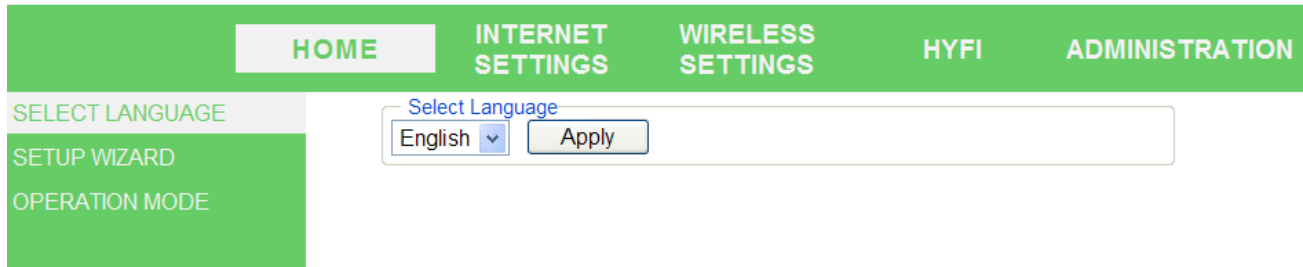 HOME
INTERNET SETTINGS
WIRELESS SETTINGS
HYFI
ADMINISTRATION
SELECT LANGUAGE
SETUP WIZARD
OPERATION MODE
Select Language
English
Apply